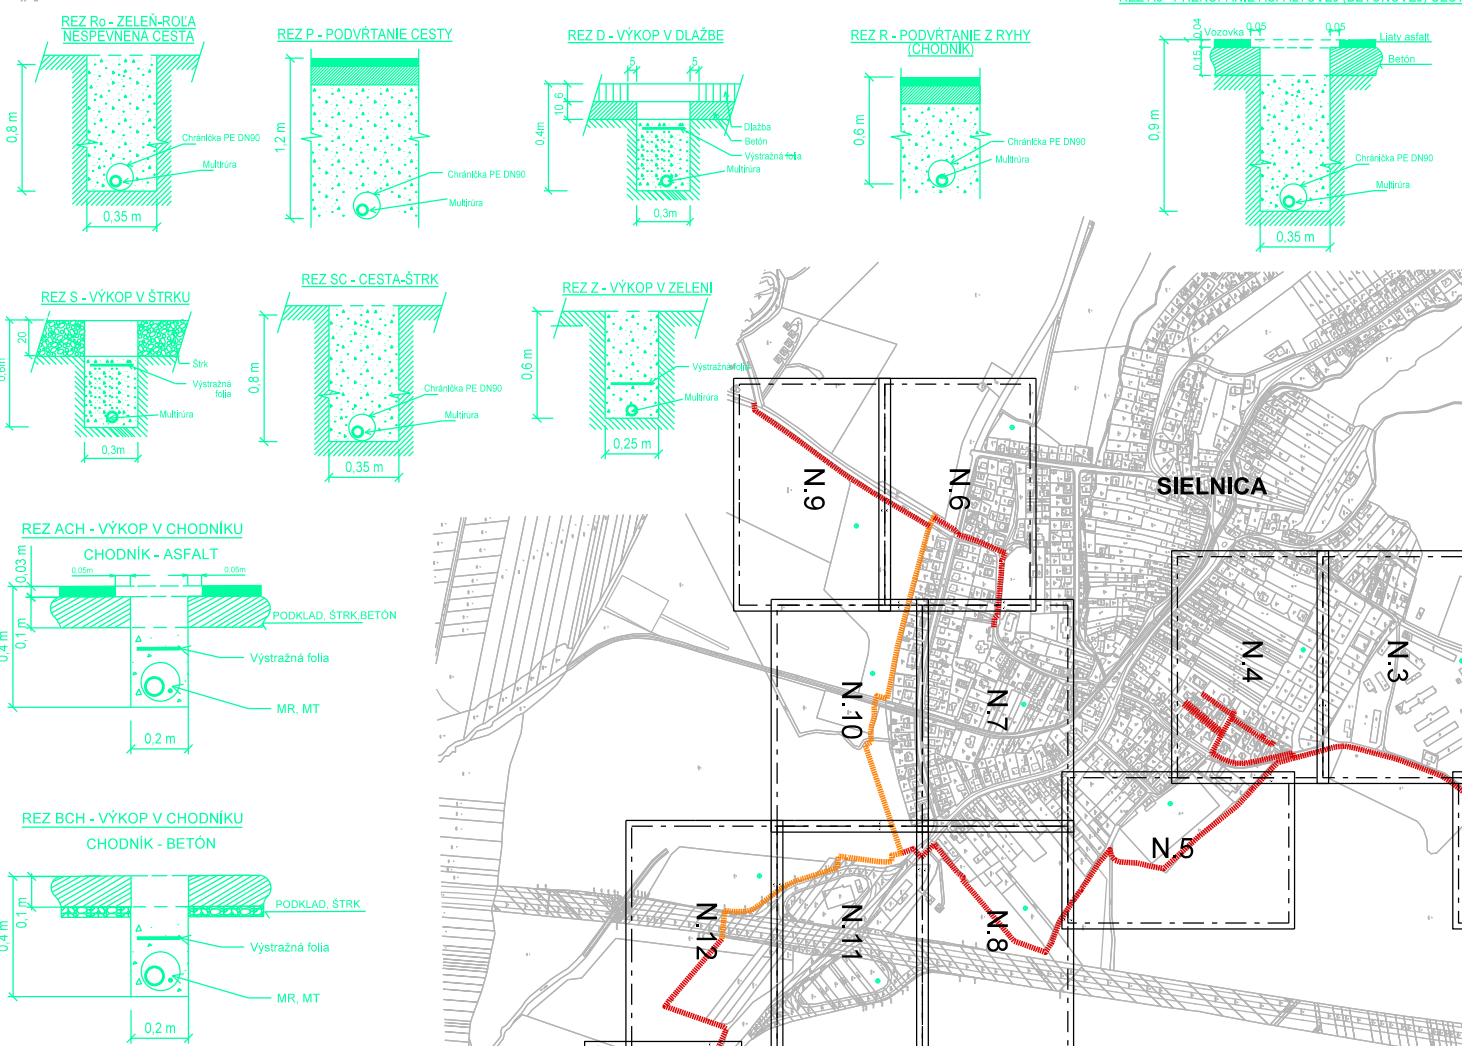 REZ Ro - ZELEŇ-ROĽA
NESPEVNENÁ CESTA
0,8 m
Chránička PE DN90
Multirúra
0,35 m
REZ P - PODVŔTANIE CESTY
1,2 m
Chránička PE DN90
Multirúra
REZ D - VÝKOP V DLAŽBE
5
5
6
10
0.4m
Dlažba
Betón
Výstražná folia
Multirúra
0,3m
REZ R - PODVŔTANIE Z RYHY
(CHODNÍK)
0,6 m
Chránička PE DN90
Multirúra
Vozovka
0.05
0.05
0.04
0.15
Liaty asfalt
Betón
0,9 m
Chránička PE DN90
Multirúra
0,35 m
REZ S - VÝKOP V ŠTRKU
20
0,6m
Štrk
Výstražná
folia
Multirúra
0,3m
REZ SC - CESTA-ŠTRK
0,8 m
Chránička PE DN90
Multirúra
0,35 m
REZ Z - VÝKOP V ZELENI
0,6 m
Výstražná folia
Multirúra
0,25 m
REZ ACH - VÝKOP V CHODNÍKU
CHODNÍK - ASFALT
0,03 m
0.05m
0.05m
0,1 m
0,4 m
PODKLAD, ŠTRK,BETÓN
Výstražná folia
MR, MT
0,2 m
REZ BCH - VÝKOP V CHODNÍKU
CHODNÍK - BETÓN
0,1 m
0,4 m
PODKLAD, ŠTRK
Výstražná folia
MR, MT
0,2 m
SIELNICA
N.9
N.6
N.4
N.3
N.10
N.7
N.5
N.12
N.11
N.8